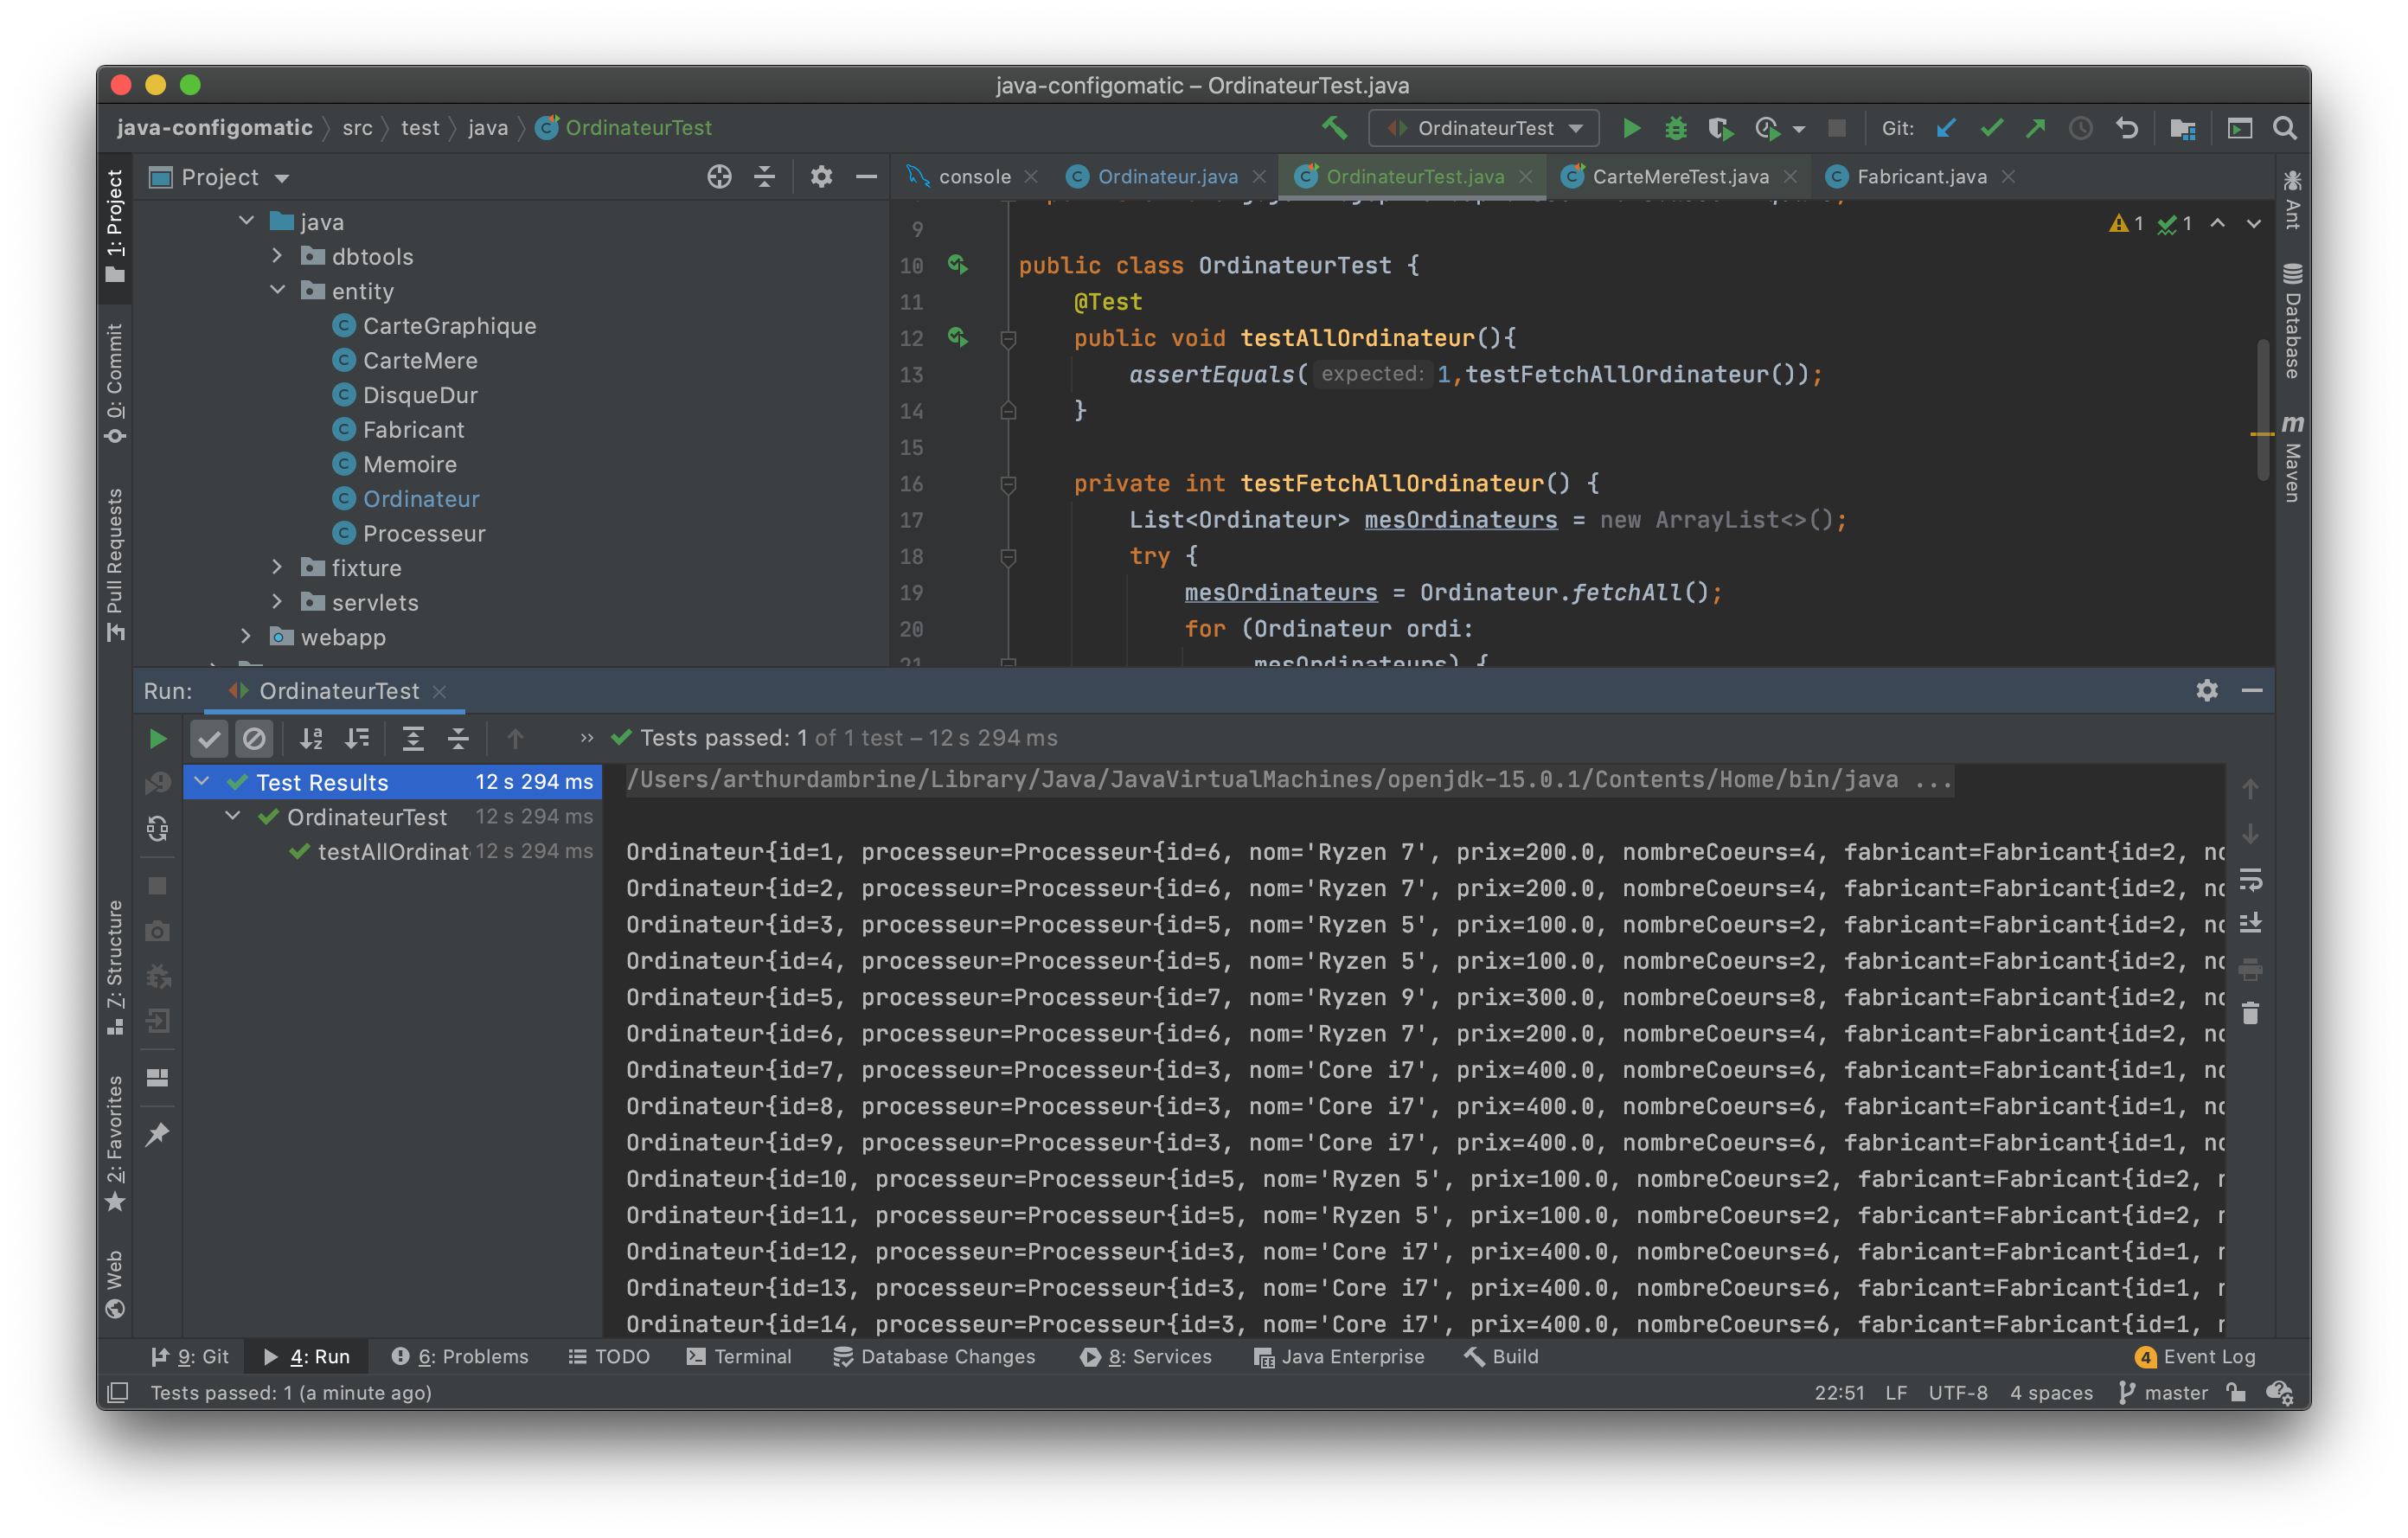 java-configomatic – OrdinateurTest.java
java-configomatic src test java OrdinateurTest
OrdinateurTest
Git:
1: Project
0: Commit
Pull Requests
7: Structure
2: Favorites
Web
Project
java
dbtools
entity
CarteGraphique
CarteMere
DisqueDur
Fabricant
Memoire
Ordinateur
Processeur
fixture
servlets
webapp
console Ordinateur.java OrdinateurTest.java CarteMereTest.java Fabricant.java
1 1
9
10 public class OrdinateurTest {
11 @Test
12 public void testAllOrdinateur(){
13 assertEquals( expected: 1,testFetchAllOrdinateur());
14 }
15
16 private int testFetchAllOrdinateur() {
17 List<Ordinateur> mesOrdinateurs = new ArrayList<>();
18 try {
19 mesOrdinateurs = Ordinateur.fetchAll();
20 for (Ordinateur ordi:
21 mesOrdinateurs) {
Ant
Database
m Maven
Run: OrdinateurTest
» Tests passed: 1 of 1 test – 12 s 294 ms
Test Results 12 s 294 ms
OrdinateurTest 12 s 294 ms
testAllOrdinat 12 s 294 ms
/Users/arthurdambrine/Library/Java/JavaVirtualMachines/openjdk-15.0.1/Contents/Home/bin/java ...
Ordinateur{id=1, processeur=Processeur{id=6, nom='Ryzen 7', prix=200.0, nombreCoeurs=4, fabricant=Fabricant{id=2,
Ordinateur{id=2, processeur=Processeur{id=6, nom='Ryzen 7', prix=200.0, nombreCoeurs=4, fabricant=Fabricant{id=2,
Ordinateur{id=3, processeur=Processeur{id=5, nom='Ryzen 5', prix=100.0, nombreCoeurs=2, fabricant=Fabricant{id=2,
Ordinateur{id=4, processeur=Processeur{id=5, nom='Ryzen 5', prix=100.0, nombreCoeurs=2, fabricant=Fabricant{id=2,
Ordinateur{id=5, processeur=Processeur{id=7, nom='Ryzen 9', prix=300.0, nombreCoeurs=8, fabricant=Fabricant{id=2,
Ordinateur{id=6, processeur=Processeur{id=6, nom='Ryzen 7', prix=200.0, nombreCoeurs=4, fabricant=Fabricant{id=2,
Ordinateur{id=7, processeur=Processeur{id=3, nom='Core i7', prix=400.0, nombreCoeurs=6, fabricant=Fabricant{id=1,
Ordinateur{id=8, processeur=Processeur{id=3, nom='Core i7', prix=400.0, nombreCoeurs=6, fabricant=Fabricant{id=1,
Ordinateur{id=9, processeur=Processeur{id=3, nom='Core i7', prix=400.0, nombreCoeurs=6, fabricant=Fabricant{id=1,
Ordinateur{id=10, processeur=Processeur{id=5, nom='Ryzen 5', prix=100.0, nombreCoeurs=2, fabricant=Fabricant{id=2,
Ordinateur{id=11, processeur=Processeur{id=5, nom='Ryzen 5', prix=100.0, nombreCoeurs=2, fabricant=Fabricant{id=2,
Ordinateur{id=12, processeur=Processeur{id=3, nom='Core i7', prix=400.0, nombreCoeurs=6, fabricant=Fabricant{id=1,
Ordinateur{id=13, processeur=Processeur{id=3, nom='Core i7', prix=400.0, nombreCoeurs=6, fabricant=Fabricant{id=1,
Ordinateur{id=14, processeur=Processeur{id=3, nom='Core i7', prix=400.0, nombreCoeurs=6, fabricant=Fabricant{id=1,
9: Git 4: Run 6: Problems TODO Terminal Database Changes 8: Services Java Enterprise Build 4 Event Log
Tests passed: 1 (a minute ago) 22:51 LF UTF-8 4 spaces master